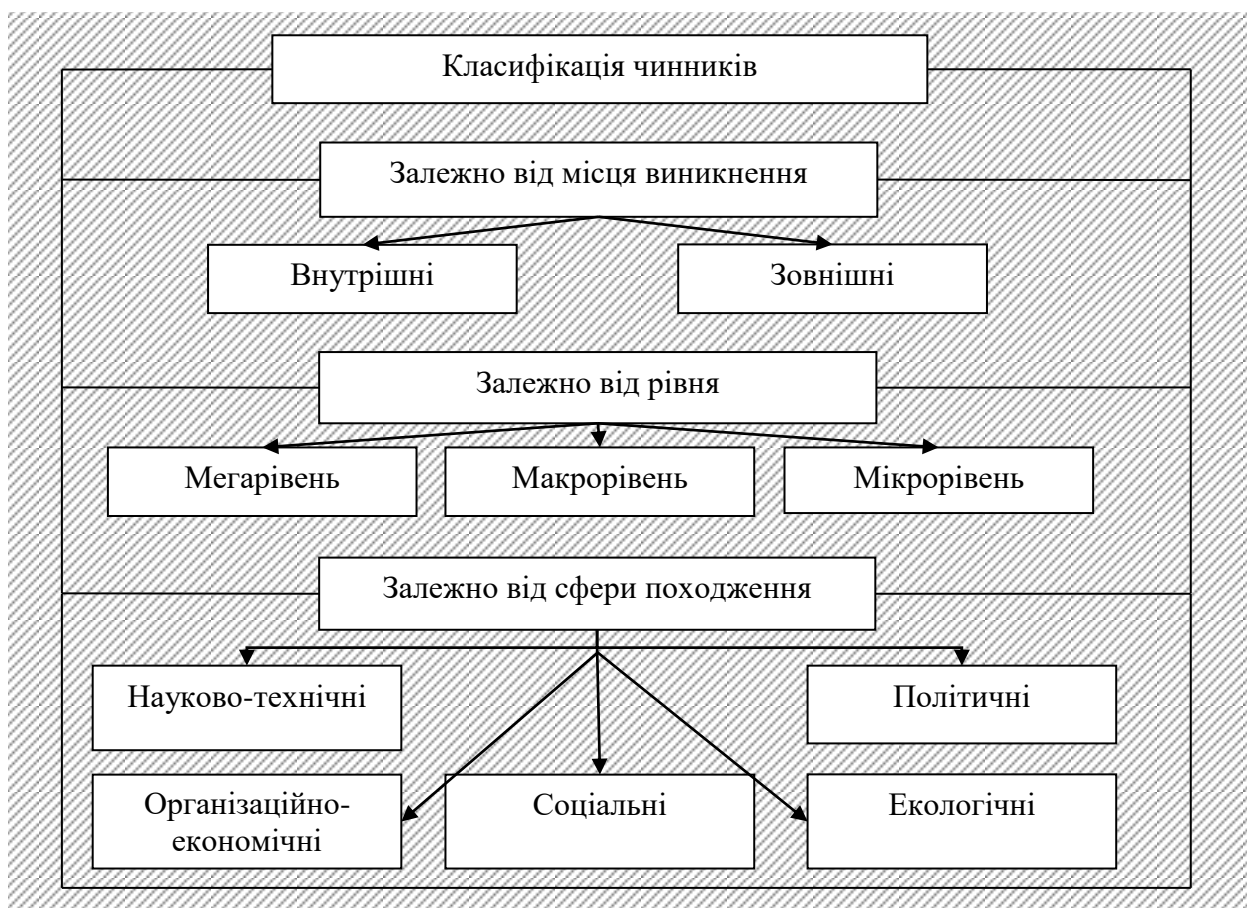 Класифікація чинників
Залежно від місця виникнення
Внутрішні
Зовнішні
Залежно від рівня
Мегарівень
Макрорівень
Мікрорівень
Залежно від сфери походження
Науково-технічні
Політичні
Організаційно-
економічні
Соціальні
Екологічні